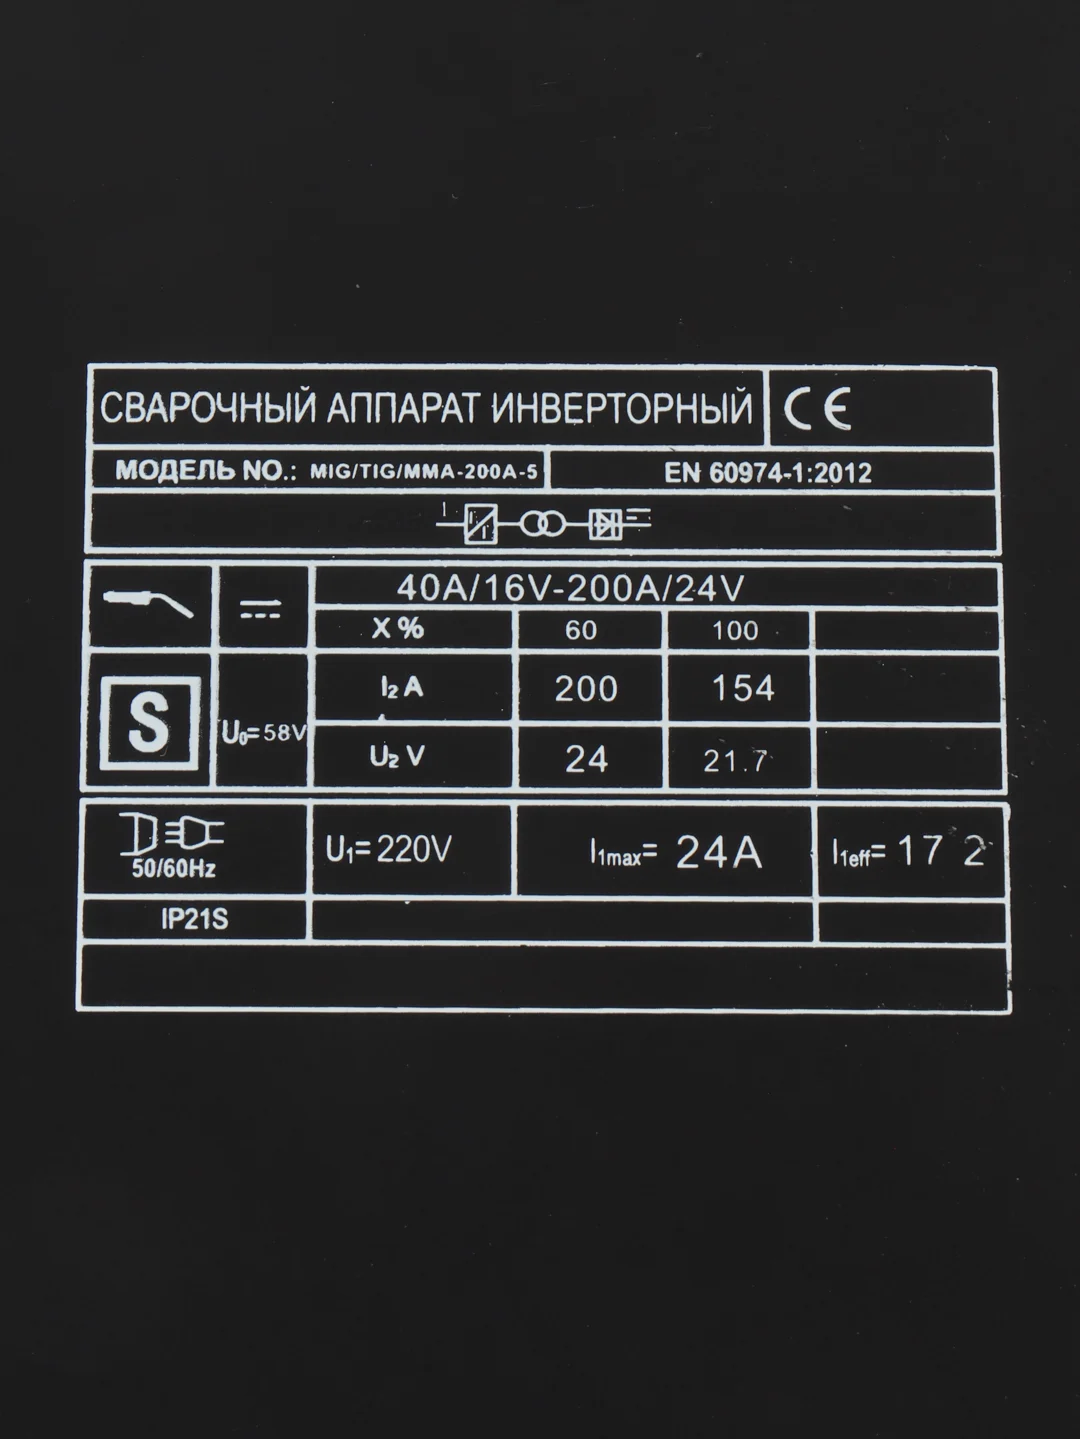 СВАРОЧНЫЙ АППАРАТ ИНВЕРТОРНЫЙ CE
МОДЕЛЬ NO.: MIG/TIG/MMA-200A-5 EN 60974-1:2012
40A/16V-200A/24V
X % 60 100
S U₀=58V I₂ A 200 154
U₂ V 24 21.7
50/60Hz U₁=220V I₁max= 24A I₁eff= 17 2
IP21S